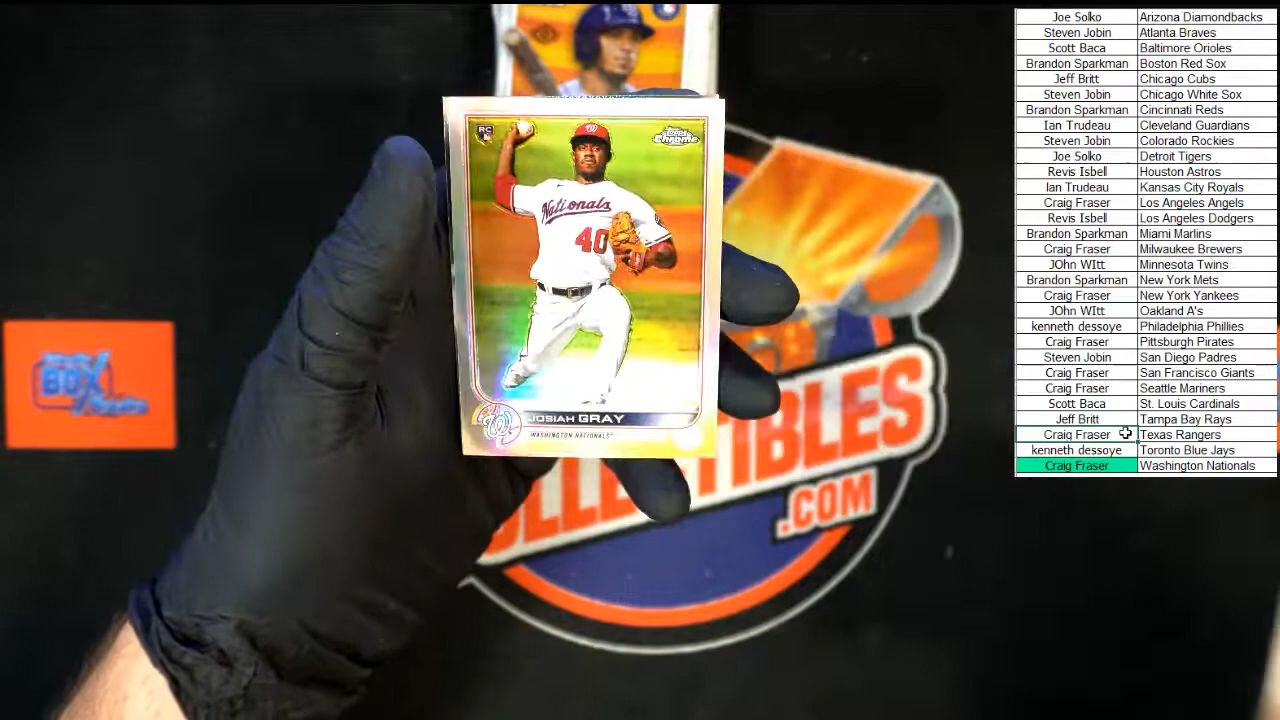 RC
Topps
Chrome
Nationals
40
JOSIAH GRAY
WASHINGTON NATIONALS
BOX
COLLECTIBLES
.COM
Joe Solko Arizona Diamondbacks
Steven Jobin Atlanta Braves
Scott Baca Baltimore Orioles
Brandon Sparkman Boston Red Sox
Jeff Britt Chicago Cubs
Steven Jobin Chicago White Sox
Brandon Sparkman Cincinnati Reds
Ian Trudeau Cleveland Guardians
Steven Jobin Colorado Rockies
Joe Solko Detroit Tigers
Revis Isbell Houston Astros
Ian Trudeau Kansas City Royals
Craig Fraser Los Angeles Angels
Revis Isbell Los Angeles Dodgers
Brandon Sparkman Miami Marlins
Craig Fraser Milwaukee Brewers
JOhn WItt Minnesota Twins
Brandon Sparkman New York Mets
Craig Fraser New York Yankees
JOhn WItt Oakland A's
kenneth dessoye Philadelphia Phillies
Craig Fraser Pittsburgh Pirates
Steven Jobin San Diego Padres
Craig Fraser San Francisco Giants
Craig Fraser Seattle Mariners
Scott Baca St. Louis Cardinals
Jeff Britt Tampa Bay Rays
Craig Fraser Texas Rangers
kenneth dessoye Toronto Blue Jays
Craig Fraser Washington Nationals